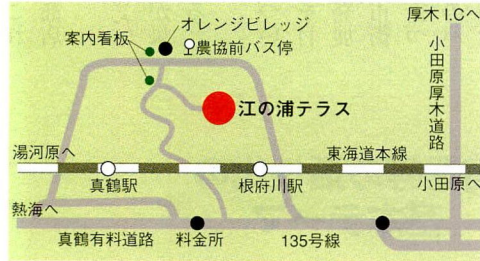 厚木I.Cへ
オレンジビレッジ
案内看板
農協前バス停
小田原厚木道路
江の浦テラス
湯河原へ
東海道本線
真鶴駅
根府川駅
小田原へ
熱海へ
真鶴有料道路
料金所
135号線